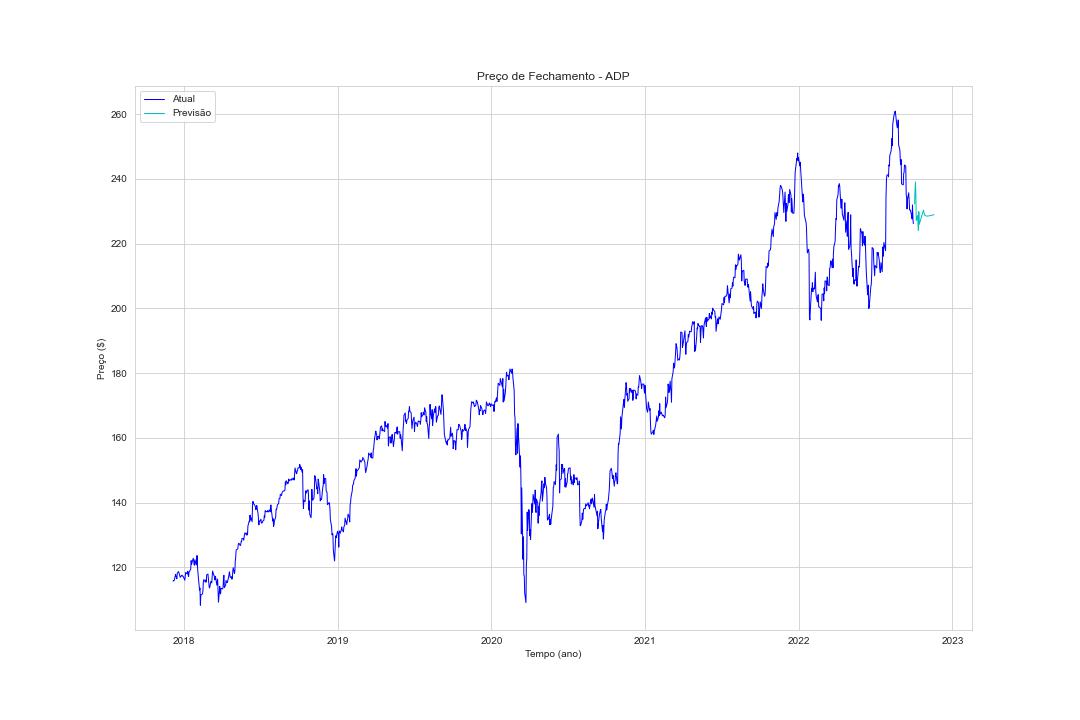 Preço de Fechamento - ADP
Atual
Previsão
260
240
220
200
180
160
140
120
Preço ($)
2018 2019 2020 2021 2022 2023
Tempo (ano)